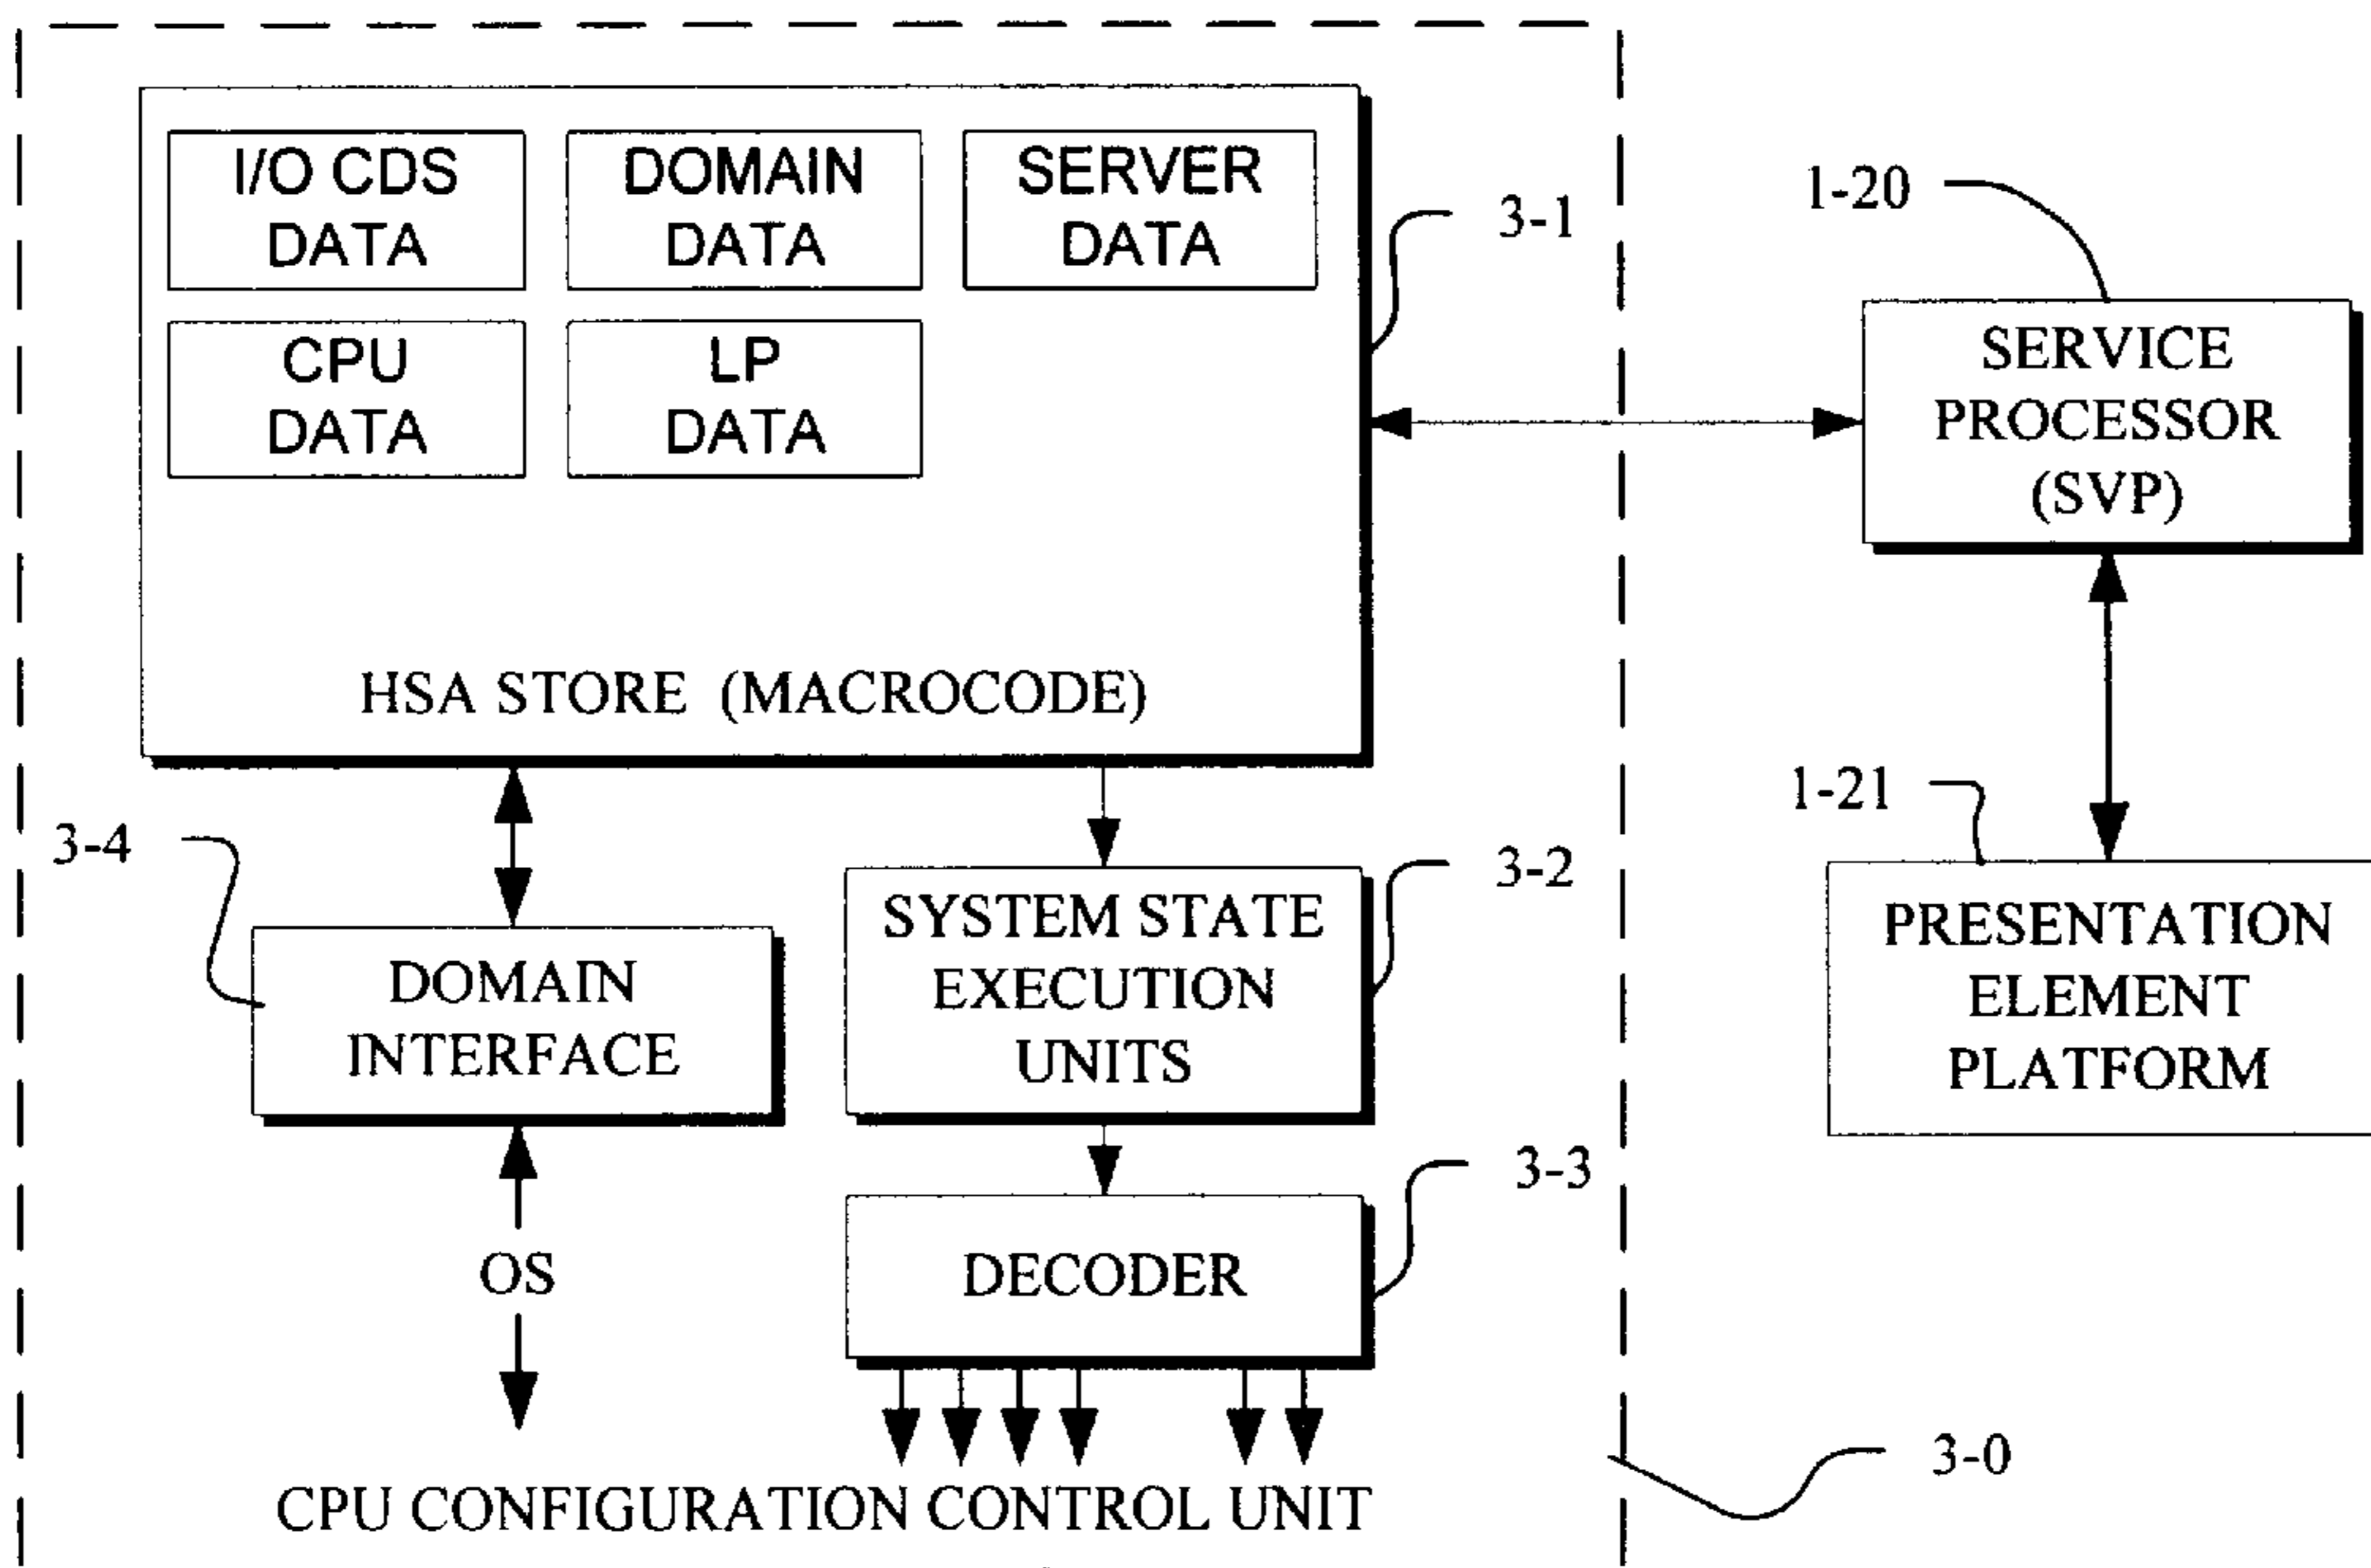 I/O CDS
DATA
DOMAIN
DATA
SERVER
DATA
CPU
DATA
LP
DATA
HSA STORE (MACROCODE)
3-1
1-20
SERVICE
PROCESSOR
(SVP)
3-4
DOMAIN
INTERFACE
3-2
SYSTEM STATE
EXECUTION
UNITS
1-21
PRESENTATION
ELEMENT
PLATFORM
OS
3-3
DECODER
CPU CONFIGURATION CONTROL UNIT
3-0